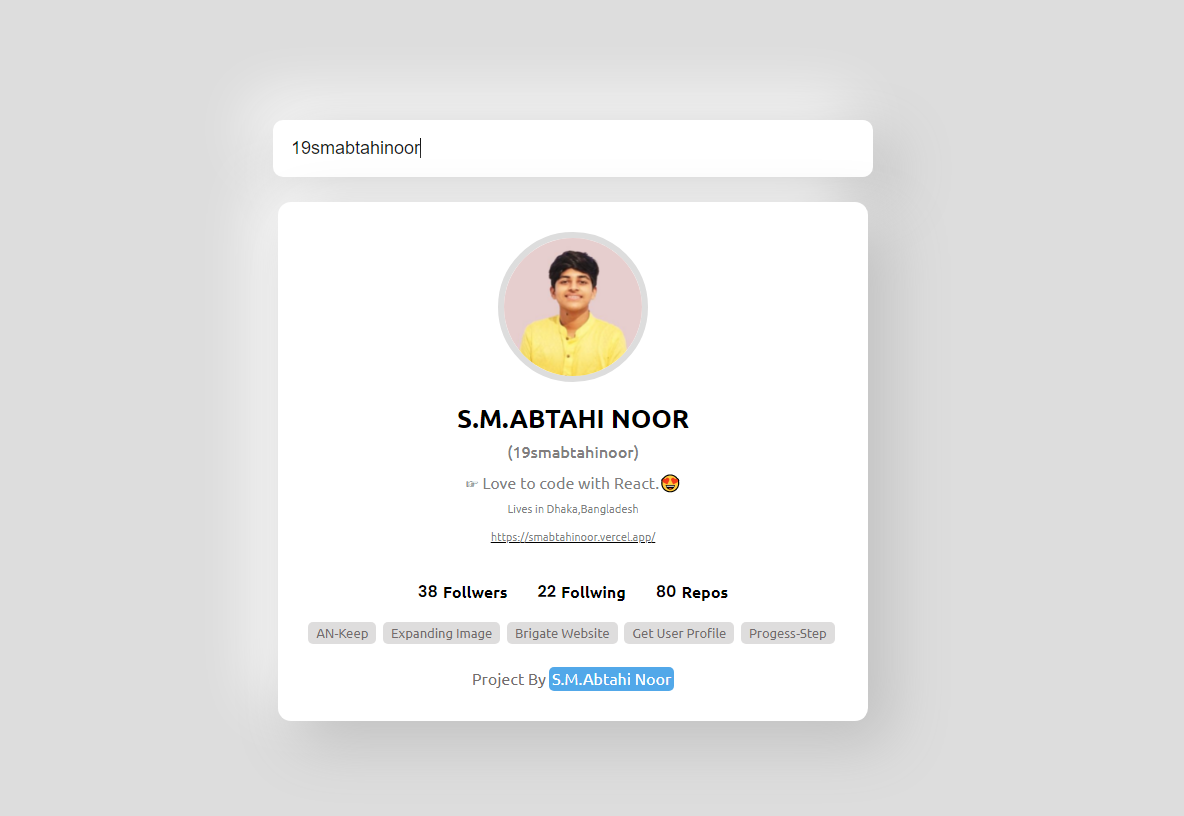 19smabtahinoor
S.M.ABTAHI NOOR
(19smabtahinoor)
☞ Love to code with React.😍
Lives in Dhaka,Bangladesh
https://smabtahinoor.vercel.app/
38 Follwers 22 Follwing 80 Repos
AN-Keep Expanding Image Brigate Website Get User Profile Progess-Step
Project By S.M.Abtahi Noor